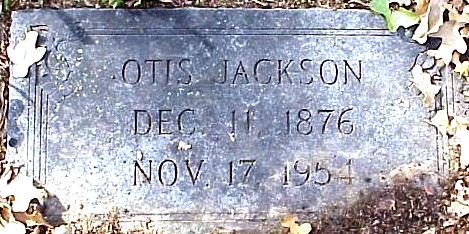 OTIS JACKSON
DEC. 11, 1876
NOV. 17, 1954